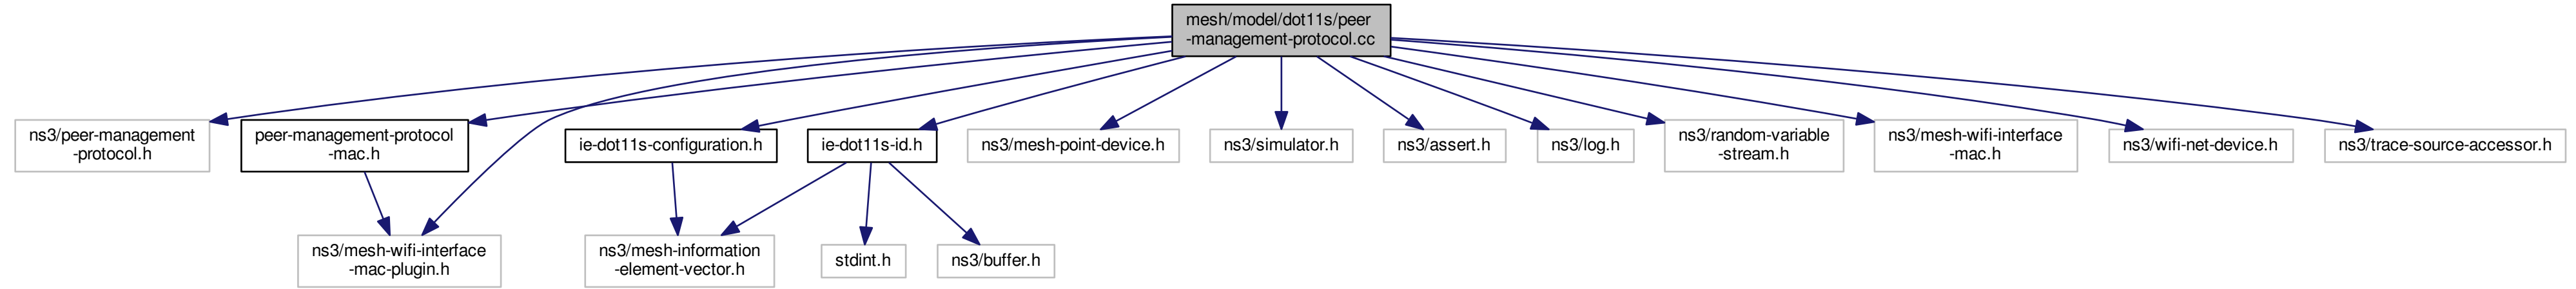 mesh/model/dot11s/peer
-management-protocol.cc
ns3/peer-management
-protocol.h
peer-management-protocol
-mac.h
ie-dot11s-configuration.h
ie-dot11s-id.h
ns3/mesh-point-device.h
ns3/simulator.h
ns3/assert.h
ns3/log.h
ns3/random-variable
-stream.h
ns3/mesh-wifi-interface
-mac.h
ns3/wifi-net-device.h
ns3/trace-source-accessor.h
ns3/mesh-wifi-interface
-mac-plugin.h
ns3/mesh-information
-element-vector.h
stdint.h
ns3/buffer.h